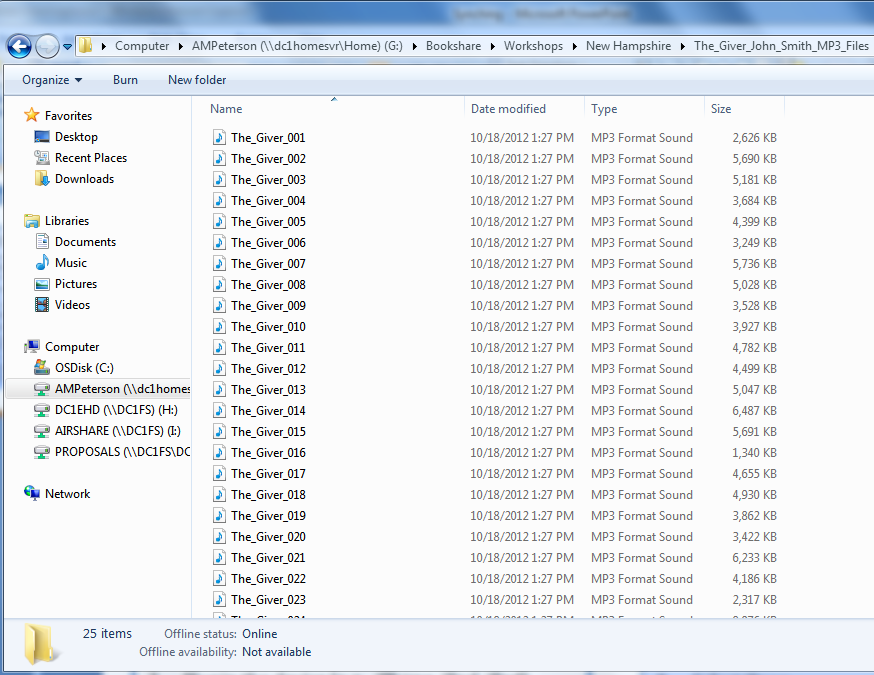 Computer AMPeterson (\\dc1homesvr\Home) (G:) Bookshare Workshops New Hampshire The_Giver_John_Smith_MP3_Files
Organize Burn New folder
Name Date modified Type Size
Favorites
Desktop
Recent Places
Downloads
Libraries
Documents
Music
Pictures
Videos
Computer
OSDisk (C:)
AMPeterson (\\dc1homes
DC1EHD (\\DC1FS) (H:)
AIRSHARE (\\DC1FS) (I:)
PROPOSALS (\\DC1FS\DC
Network
The_Giver_001 10/18/2012 1:27 PM MP3 Format Sound 2,626 KB
The_Giver_002 10/18/2012 1:27 PM MP3 Format Sound 5,690 KB
The_Giver_003 10/18/2012 1:27 PM MP3 Format Sound 5,181 KB
The_Giver_004 10/18/2012 1:27 PM MP3 Format Sound 3,684 KB
The_Giver_005 10/18/2012 1:27 PM MP3 Format Sound 4,399 KB
The_Giver_006 10/18/2012 1:27 PM MP3 Format Sound 3,249 KB
The_Giver_007 10/18/2012 1:27 PM MP3 Format Sound 5,736 KB
The_Giver_008 10/18/2012 1:27 PM MP3 Format Sound 5,028 KB
The_Giver_009 10/18/2012 1:27 PM MP3 Format Sound 3,528 KB
The_Giver_010 10/18/2012 1:27 PM MP3 Format Sound 3,927 KB
The_Giver_011 10/18/2012 1:27 PM MP3 Format Sound 4,782 KB
The_Giver_012 10/18/2012 1:27 PM MP3 Format Sound 4,499 KB
The_Giver_013 10/18/2012 1:27 PM MP3 Format Sound 5,047 KB
The_Giver_014 10/18/2012 1:27 PM MP3 Format Sound 6,487 KB
The_Giver_015 10/18/2012 1:27 PM MP3 Format Sound 5,691 KB
The_Giver_016 10/18/2012 1:27 PM MP3 Format Sound 1,340 KB
The_Giver_017 10/18/2012 1:27 PM MP3 Format Sound 4,655 KB
The_Giver_018 10/18/2012 1:27 PM MP3 Format Sound 4,930 KB
The_Giver_019 10/18/2012 1:27 PM MP3 Format Sound 3,862 KB
The_Giver_020 10/18/2012 1:27 PM MP3 Format Sound 3,422 KB
The_Giver_021 10/18/2012 1:27 PM MP3 Format Sound 6,233 KB
The_Giver_022 10/18/2012 1:27 PM MP3 Format Sound 4,186 KB
The_Giver_023 10/18/2012 1:27 PM MP3 Format Sound 2,317 KB
25 items Offline status: Online
Offline availability: Not available